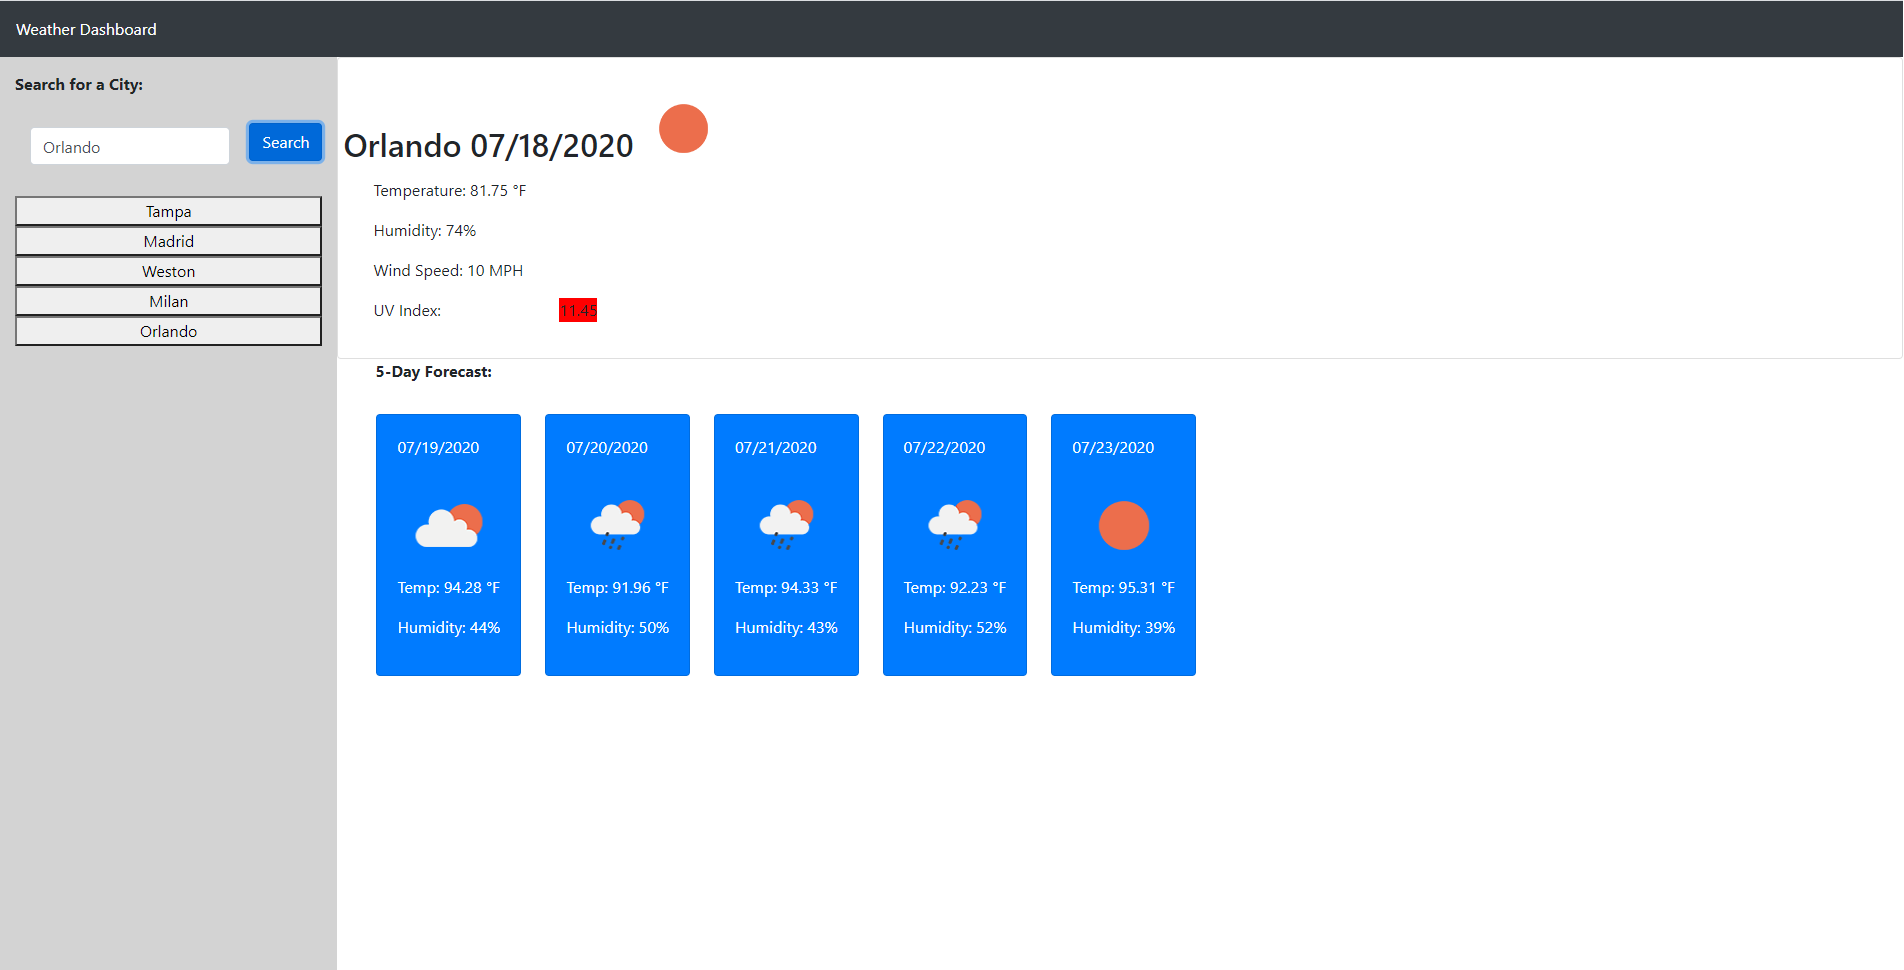 Weather Dashboard
Search for a City:
Orlando
Search
Tampa
Madrid
Weston
Milan
Orlando
Orlando 07/18/2020
Temperature: 81.75 °F
Humidity: 74%
Wind Speed: 10 MPH
UV Index: 11.45
5-Day Forecast:
07/19/2020 07/20/2020 07/21/2020 07/22/2020 07/23/2020
Temp: 94.28 °F Temp: 91.96 °F Temp: 94.33 °F Temp: 92.23 °F Temp: 95.31 °F
Humidity: 44% Humidity: 50% Humidity: 43% Humidity: 52% Humidity: 39%